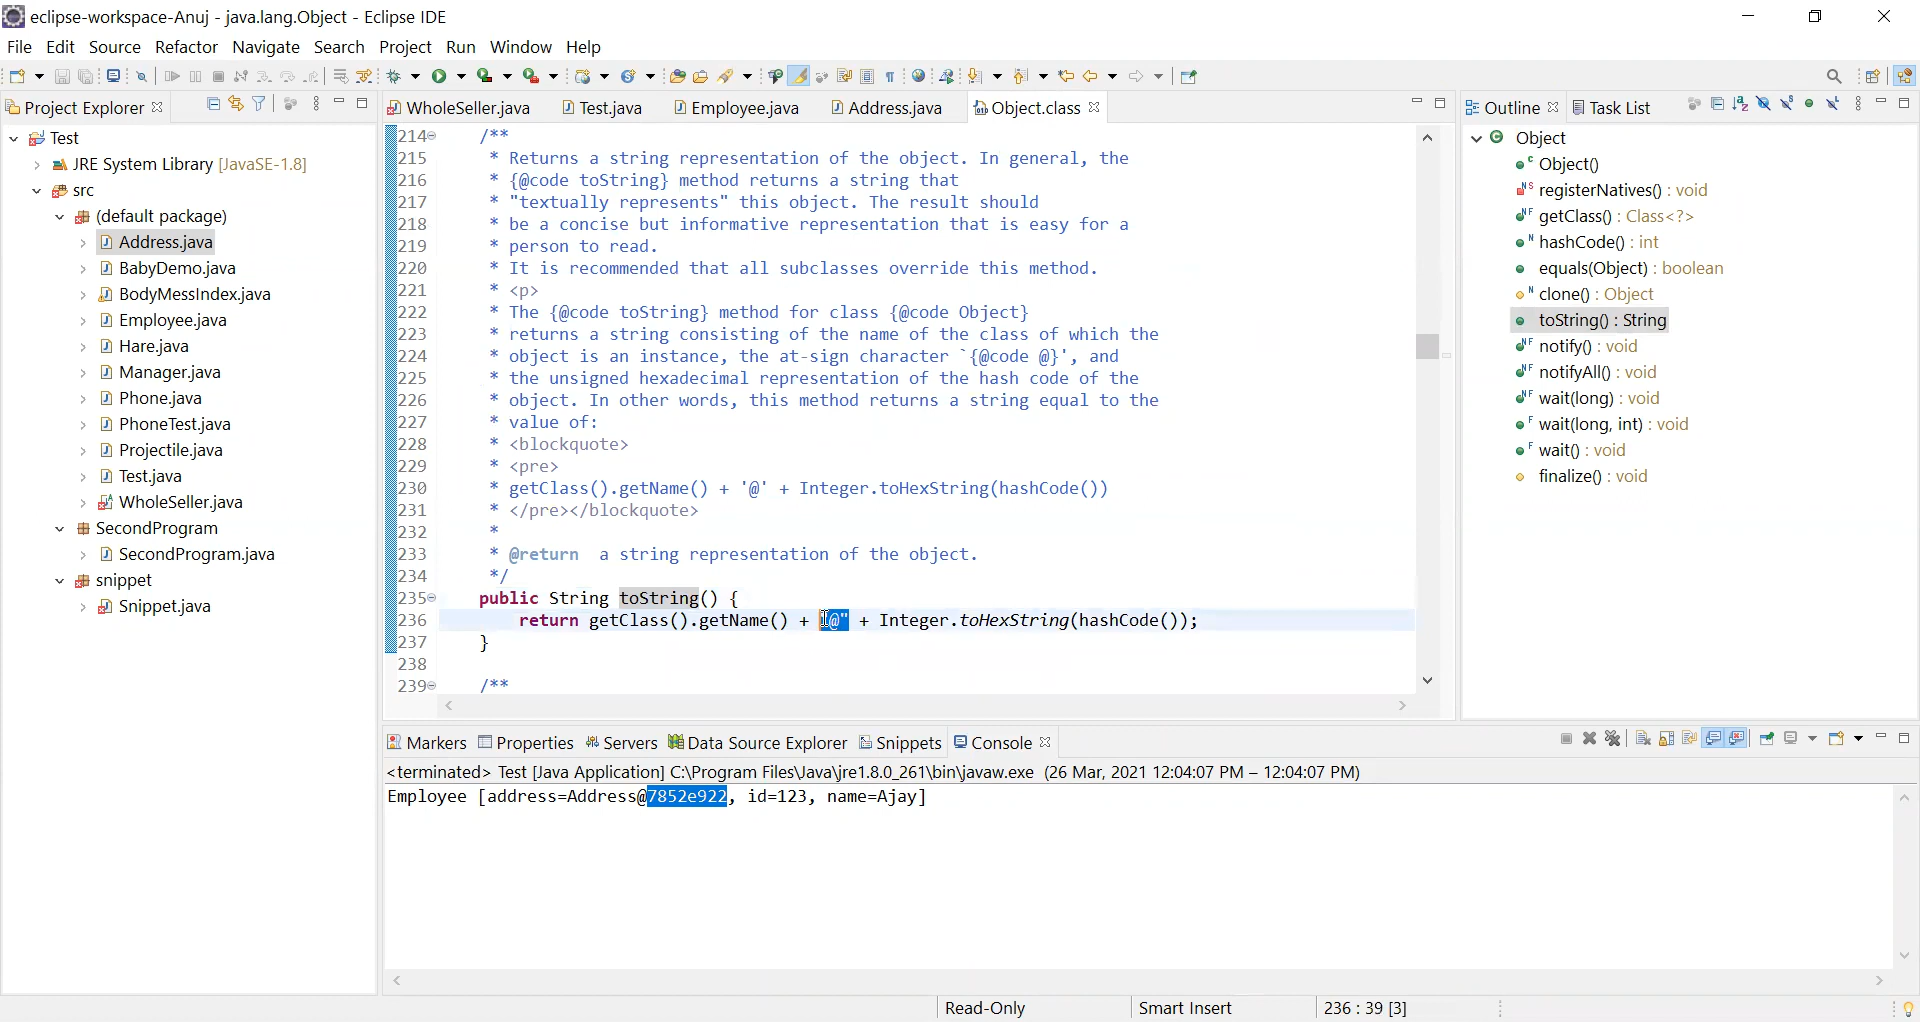 eclipse-workspace-Anuj - java.lang.Object - Eclipse IDE
File Edit Source Refactor Navigate Search Project Run Window Help
Project Explorer
Test
JRE System Library [JavaSE-1.8]
src
(default package)
Address.java
BabyDemo.java
BodyMessIndex.java
Employee.java
Hare.java
Manager.java
Phone.java
PhoneTest.java
Projectile.java
Test.java
WholeSeller.java
SecondProgram
SecondProgram.java
snippet
Snippet.java
WholeSeller.java Test.java Employee.java Address.java Object.class
214 /**
215 * Returns a string representation of the object. In general, the
216 * {@code toString} method returns a string that
217 * "textually represents" this object. The result should
218 * be a concise but informative representation that is easy for a
219 * person to read.
220 * It is recommended that all subclasses override this method.
221 * <p>
222 * The {@code toString} method for class {@code Object}
223 * returns a string consisting of the name of the class of which the
224 * object is an instance, the at-sign character `{@code @}', and
225 * the unsigned hexadecimal representation of the hash code of the
226 * object. In other words, this method returns a string equal to the
227 * value of:
228 * <blockquote>
229 * <pre>
230 * getClass().getName() + '@' + Integer.toHexString(hashCode())
231 * </pre></blockquote>
232 *
233 * @return  a string representation of the object.
234 */
235 public String toString() {
236 return getClass().getName() + "@" + Integer.toHexString(hashCode());
237 }
238
239 /**
Outline Task List
Object
Object()
registerNatives() : void
getClass() : Class<?>
hashCode() : int
equals(Object) : boolean
clone() : Object
toString() : String
notify() : void
notifyAll() : void
wait(long) : void
wait(long, int) : void
wait() : void
finalize() : void
Markers Properties Servers Data Source Explorer Snippets Console
<terminated> Test [Java Application] C:\Program Files\Java\jre1.8.0_261\bin\javaw.exe (26 Mar, 2021 12:04:07 PM – 12:04:07 PM)
Employee [address=Address@7852e922, id=123, name=Ajay]
Read-Only Smart Insert 236 : 39 [3]